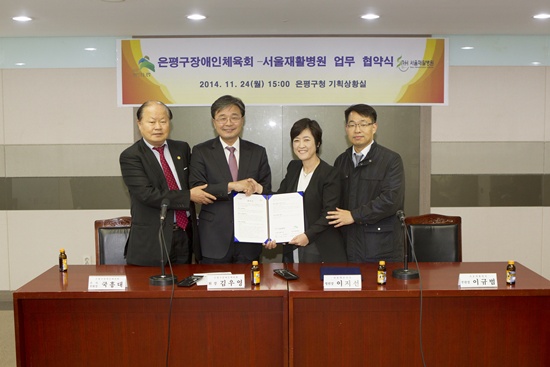 은평구장애인체육회 -서울재활병원 업무 협약식
서울재활병원
2014. 11. 24(월) 15:00 은평구청 기획상황실
국흥태
김우영
이지선
이규범